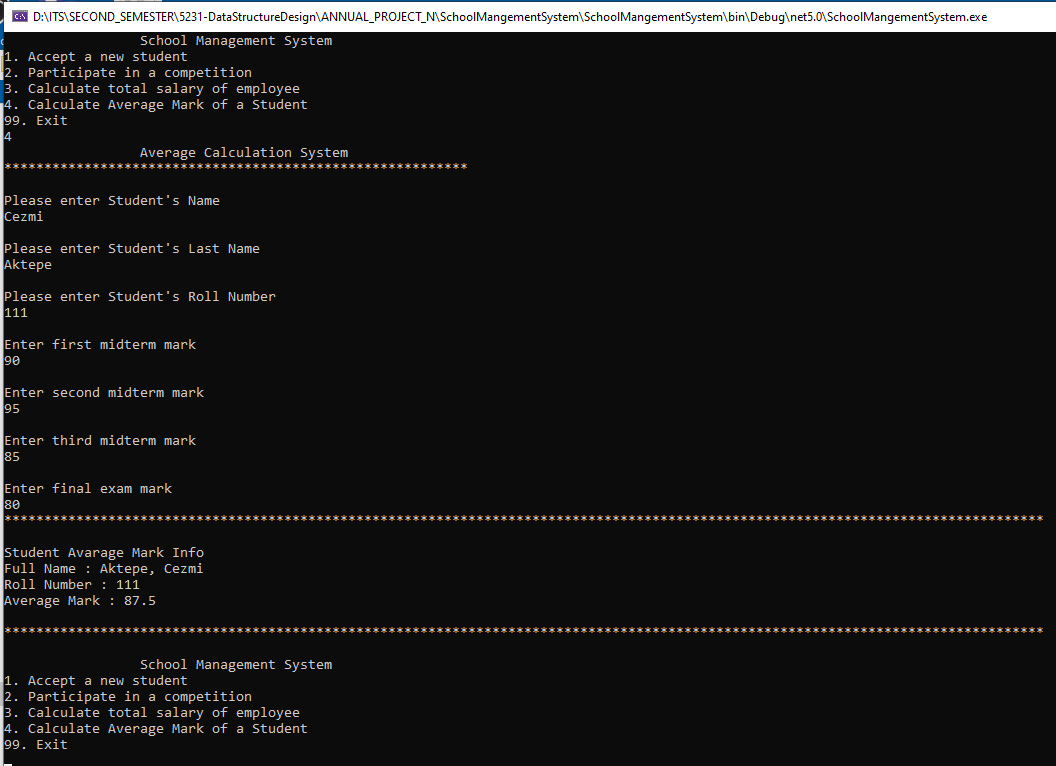 D:\ITS\SECOND_SEMESTER\5231-DataStructureDesign\ANNUAL_PROJECT_N\SchoolMangementSystem\SchoolMangementSystem\bin\Debug\net5.0\SchoolMangementSystem.exe
School Management System
1. Accept a new student
2. Participate in a competition
3. Calculate total salary of employee
4. Calculate Average Mark of a Student
99. Exit
4
Average Calculation System
**********************************************************
Please enter Student's Name
Cezmi
Please enter Student's Last Name
Aktepe
Please enter Student's Roll Number
111
Enter first midterm mark
90
Enter second midterm mark
95
Enter third midterm mark
85
Enter final exam mark
80
**********************************************************************************************************************************
Student Avarage Mark Info
Full Name : Aktepe, Cezmi
Roll Number : 111
Average Mark : 87.5
**********************************************************************************************************************************
School Management System
1. Accept a new student
2. Participate in a competition
3. Calculate total salary of employee
4. Calculate Average Mark of a Student
99. Exit